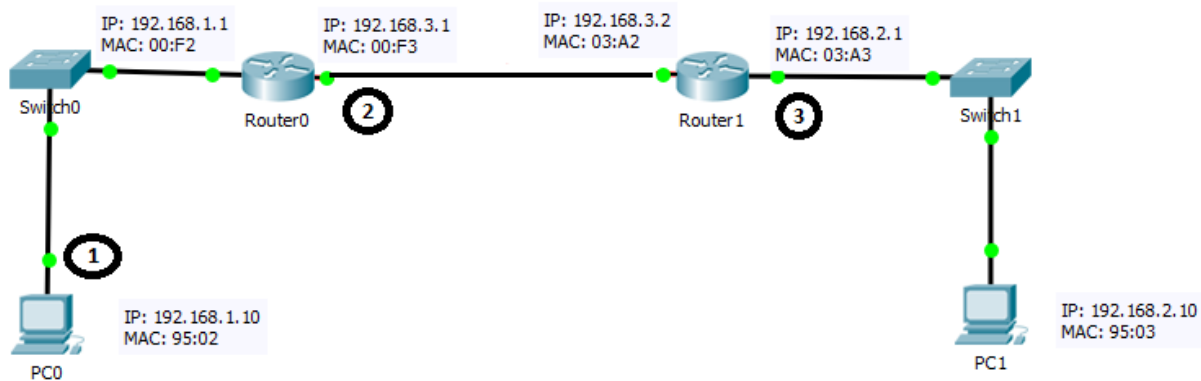 IP: 192.168.1.1
MAC: 00:F2
IP: 192.168.3.1
MAC: 00:F3
IP: 192.168.3.2
MAC: 03:A2
IP: 192.168.2.1
MAC: 03:A3
Switch0
Router0
2
Router1
3
Switch1
1
IP: 192.168.1.10
MAC: 95:02
PC0
IP: 192.168.2.10
MAC: 95:03
PC1